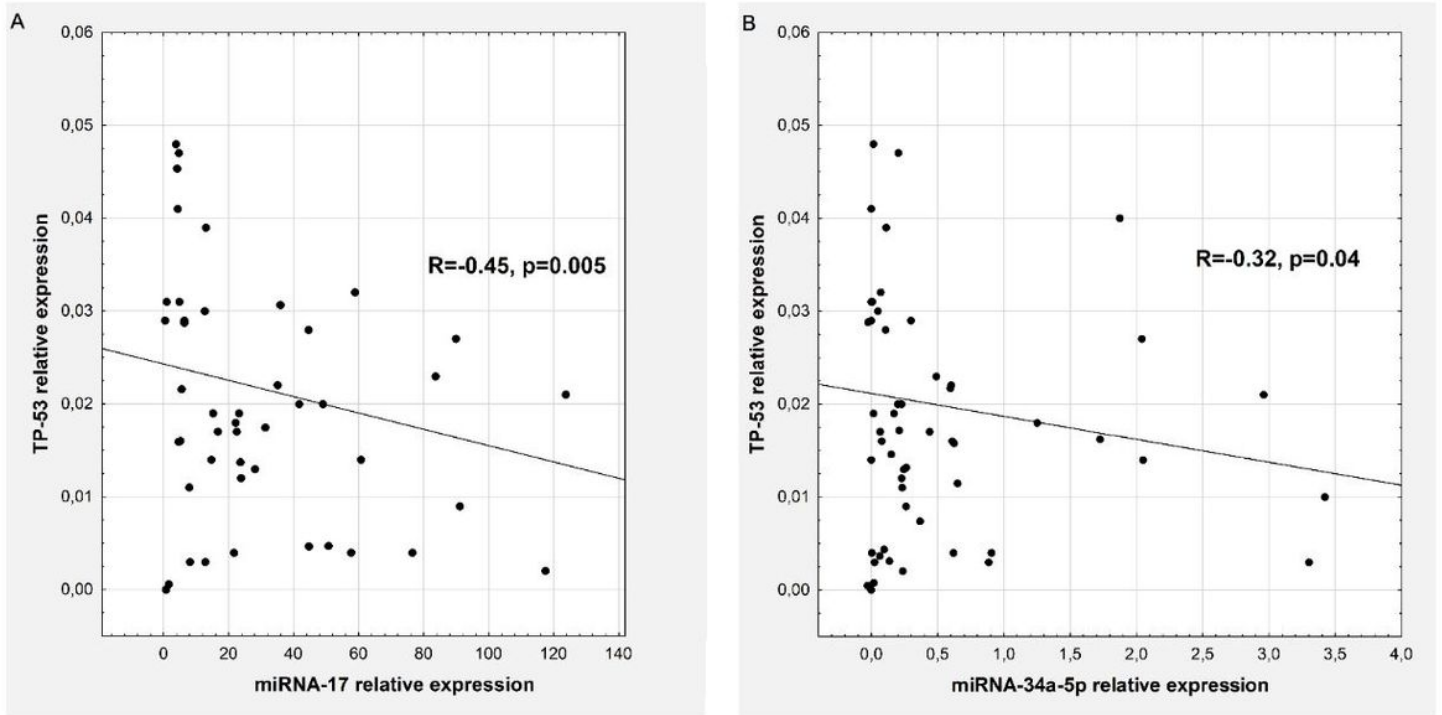 A
0,06
0,05
0,04
0,03
0,02
0,01
0,00
TP-53 relative expression
R=-0.45, p=0.005
0 20 40 60 80 100 120 140
miRNA-17 relative expression
B
0,06
0,05
0,04
0,03
0,02
0,01
0,00
TP-53 relative expression
R=-0.32, p=0.04
0,0 0,5 1,0 1,5 2,0 2,5 3,0 3,5 4,0
miRNA-34a-5p relative expression